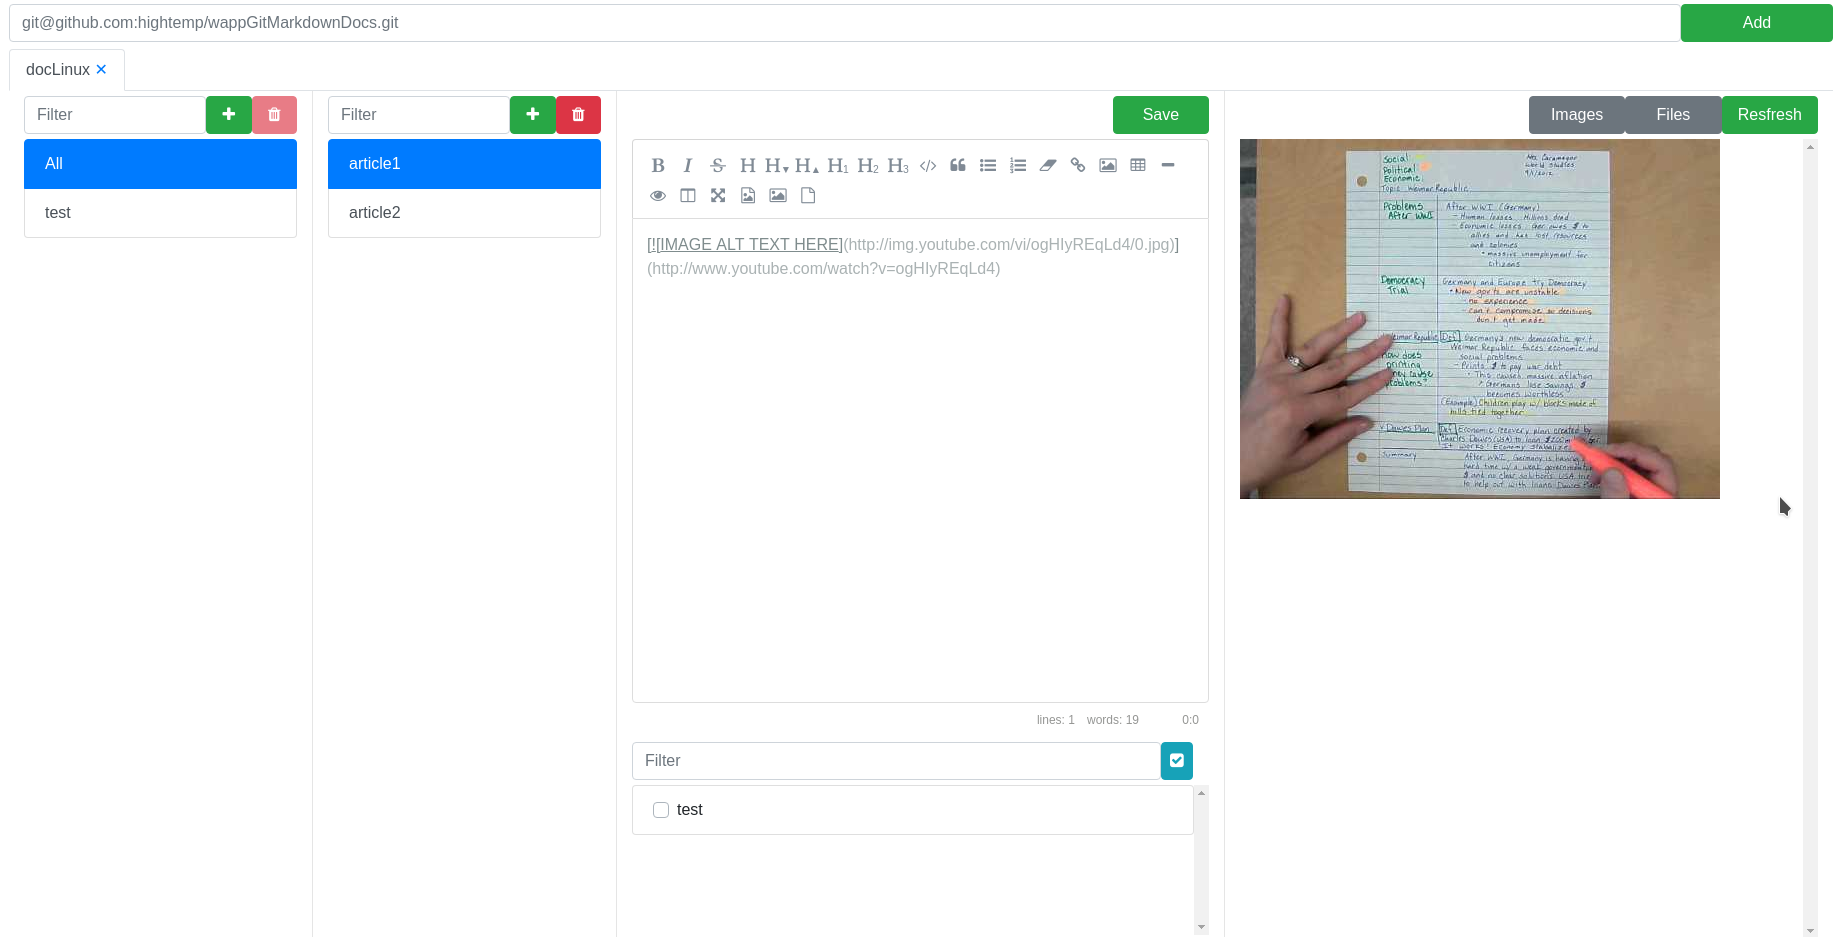 git@github.com:hightemp/wappGitMarkdownDocs.git
Add
docLinux ✕
Filter
All
test
Filter
article1
article2
Save
B I S H H▼ H▲ H1 H2 H3
[![IMAGE ALT TEXT HERE](http://img.youtube.com/vi/ogHIyREqLd4/0.jpg)]
(http://www.youtube.com/watch?v=ogHIyREqLd4)
lines: 1 words: 19 0:0
Filter
test
Images Files Resfresh
Social
Political
Economic
Topic Weimar Republic
World Studies
9/1/2012
Problems
After WWI
After WWI (Germany)
- Human losses Millions dead
- Economic losses Ger owes $ to
allies and has lost resources
and colonies
* massive unemployment for
citizens
Democracy
Trial
Germany and Europe try Democracy
* New gov'ts are unstable
- no experience
- can't compromise so decisions
don't get made
Weimar Republic
Def Germany's new democratic gov't
Weimar Republic faces economic and
social problems
- Prints $ to pay war debt
* This causes massive inflation
* Germans lose savings, $
becomes worthless
(Example) Children play w/ blocks made of
bills tied together
How does
printing
cause
problems?
Dawes Plan
Def Economic recovery plan created by
Charles Dawes (USA) to loan $200
It works! Economy stabalize
Summary
After WWI, Germany is having
hard time w/ a weak government
$ and no clear solutions. USA
to help out with loans Dawes Plan